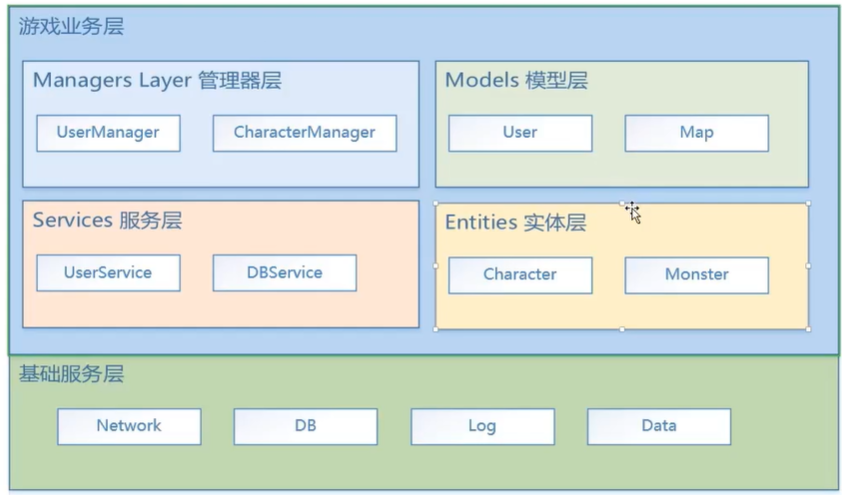 游戏业务层
Managers Layer 管理器层
UserManager
CharacterManager
Models 模型层
User
Map
Services 服务层
UserService
DBService
Entities 实体层
Character
Monster
基础服务层
Network
DB
Log
Data